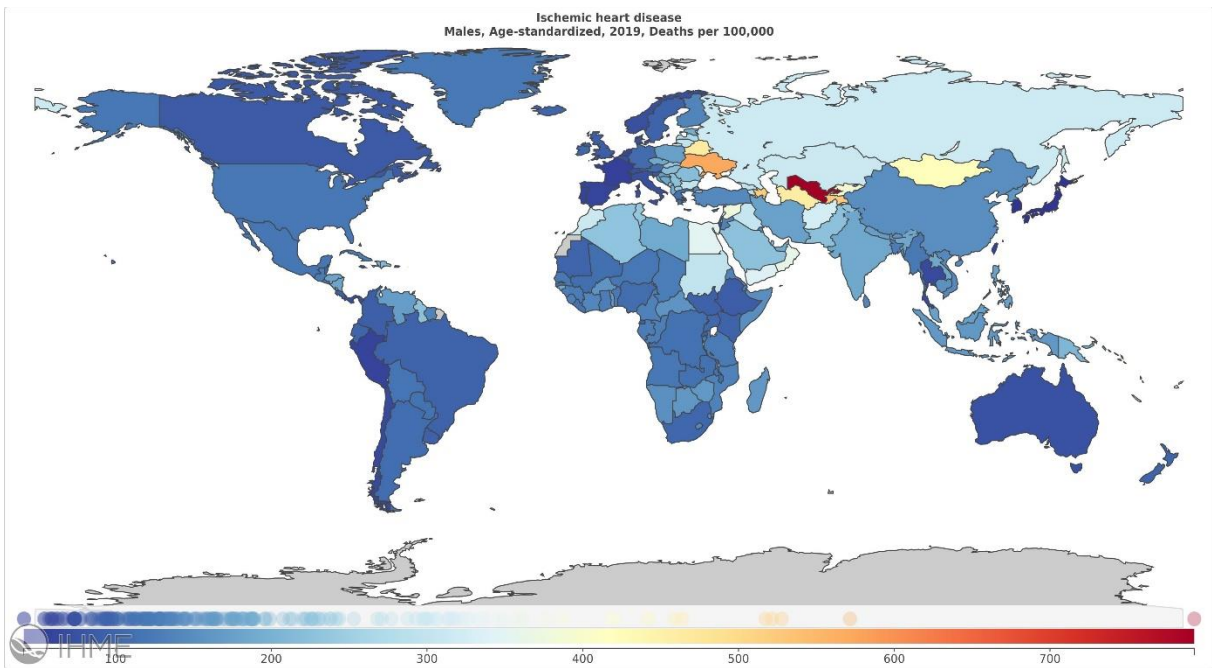 Ischemic heart disease
Males, Age-standardized, 2019, Deaths per 100,000
IHME
100 200 300 400 500 600 700